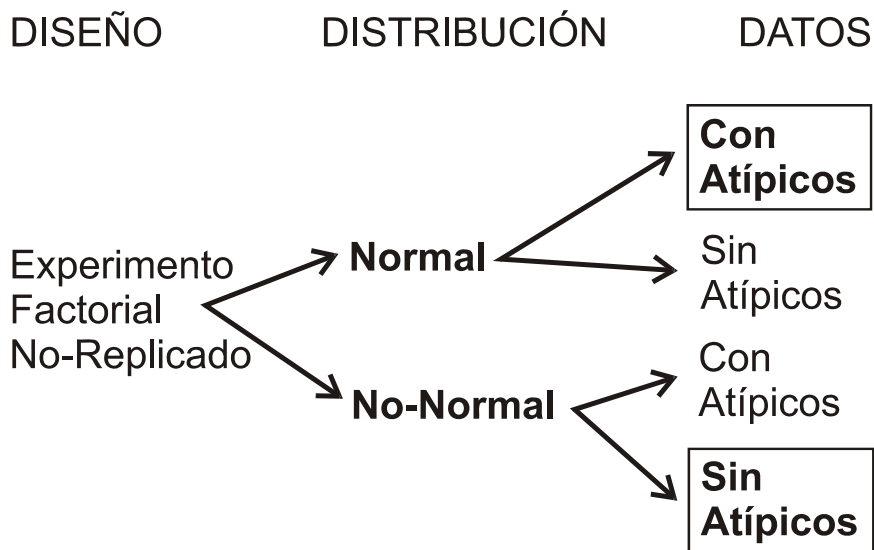 DISEÑO DISTRIBUCIÓN DATOS
Con
Atípicos
Normal
Sin
Atípicos
Experimento
Factorial
No-Replicado
Con
Atípicos
No-Normal
Sin
Atípicos